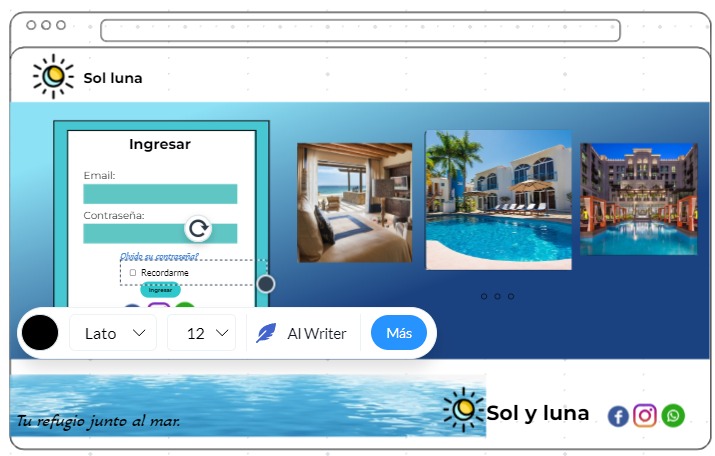 Sol luna
Ingresar
Email:
Contraseña:
Olvide su contraseña?
Recordarme
Ingresar
Lato
12
AI Writer
Más
Tu refugio junto al mar.
Sol y luna